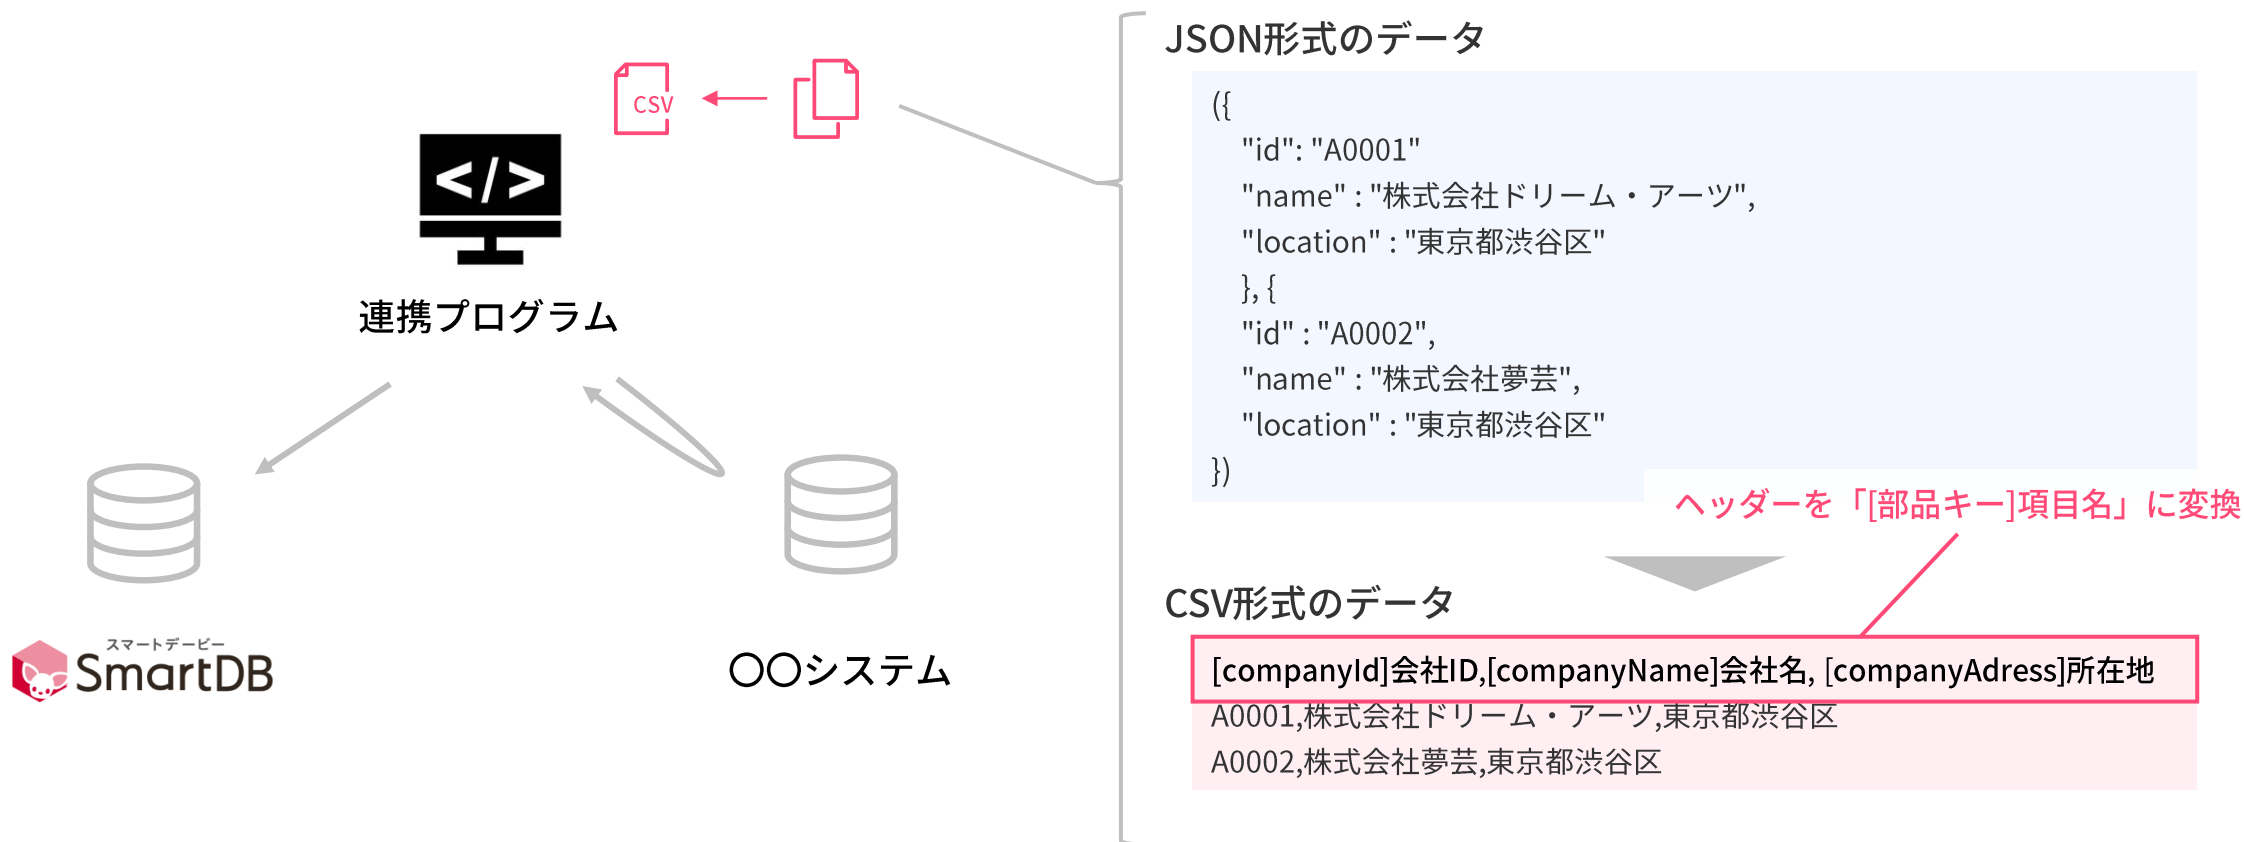 CSV
</>
連携プログラム
スマートデービー
SmartDB
〇〇システム
JSON形式のデータ
({
"id": "A0001"
"name" : "株式会社ドリーム・アーツ",
"location" : "東京都渋谷区"
}, {
"id" : "A0002",
"name" : "株式会社夢芸",
"location" : "東京都渋谷区"
})
ヘッダーを「[部品キー]項目名」に変換
CSV形式のデータ
[companyId]会社ID,[companyName]会社名, [companyAdress]所在地
A0001,株式会社ドリーム・アーツ,東京都渋谷区
A0002,株式会社夢芸,東京都渋谷区